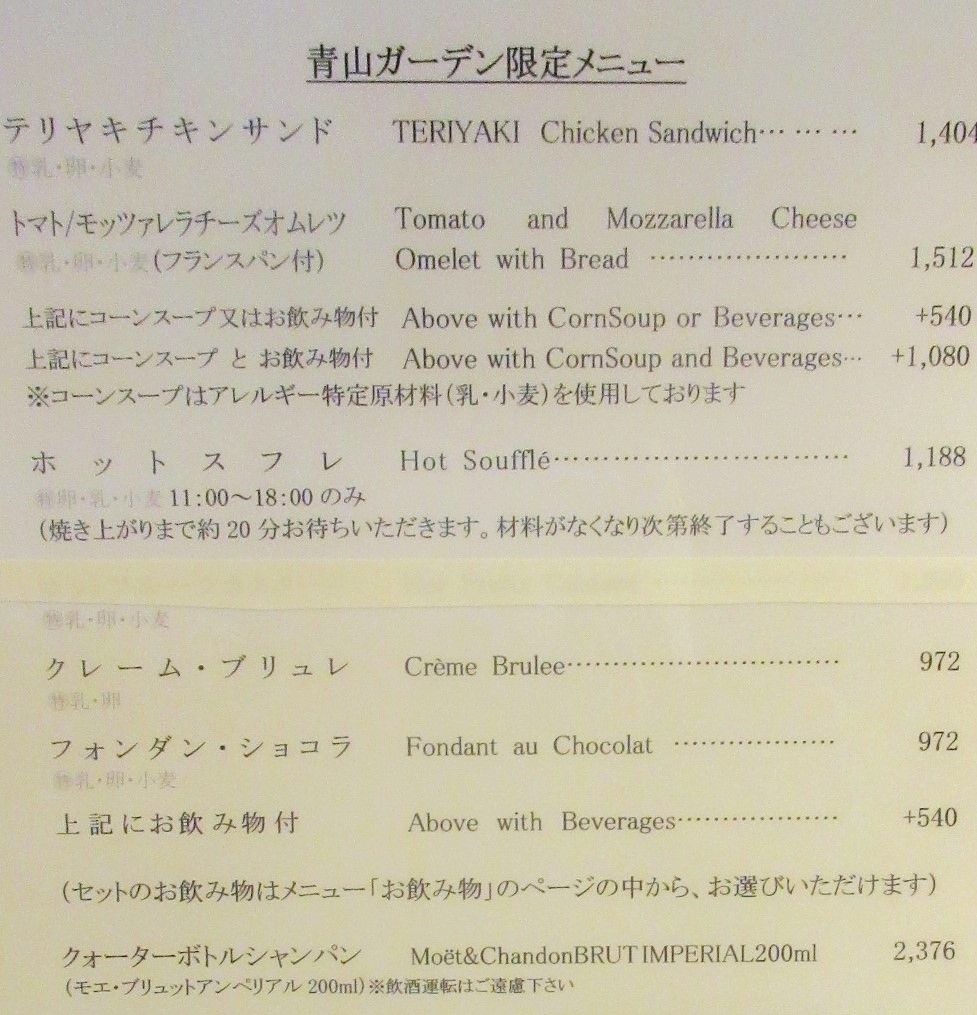 青山ガーデン限定メニュー
テリヤキチキンサンド TERIYAKI Chicken Sandwich……… 1,404
㊕乳・卵・小麦
トマト/モッツァレラチーズオムレツ Tomato and Mozzarella Cheese
㊕乳・卵・小麦(フランスパン付) Omelet with Bread ………………… 1,512
上記にコーンスープ又はお飲み物付 Above with CornSoup or Beverages… +540
上記にコーンスープ と お飲み物付 Above with CornSoup and Beverages… +1,080
※コーンスープはアレルギー特定原材料(乳・小麦)を使用しております
ホットスフレ Hot Soufflé………………………… 1,188
㊕卵・乳・小麦 11:00～18:00 のみ
(焼き上がりまで約 20 分お待ちいただきます。材料がなくなり次第終了することもございます)
㊕乳・卵・小麦
クレーム・ブリュレ Crème Brulee………………………… 972
㊕乳・卵
フォンダン・ショコラ Fondant au Chocolat ……………… 972
㊕乳・卵・小麦
上記にお飲み物付 Above with Beverages……………… +540
(セットのお飲み物はメニュー「お飲み物」のページの中から、お選びいただけます)
クォーターボトルシャンパン Moët&ChandonBRUT IMPERIAL200ml 2,376
(モエ・ブリュットアンペリアル 200ml)※飲酒運転はご遠慮下さい